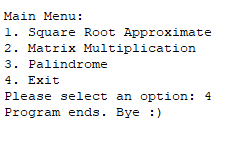 Main Menu:
1. Square Root Approximate
2. Matrix Multiplication
3. Palindrome
4. Exit
Please select an option: 4
Program ends. Bye :)